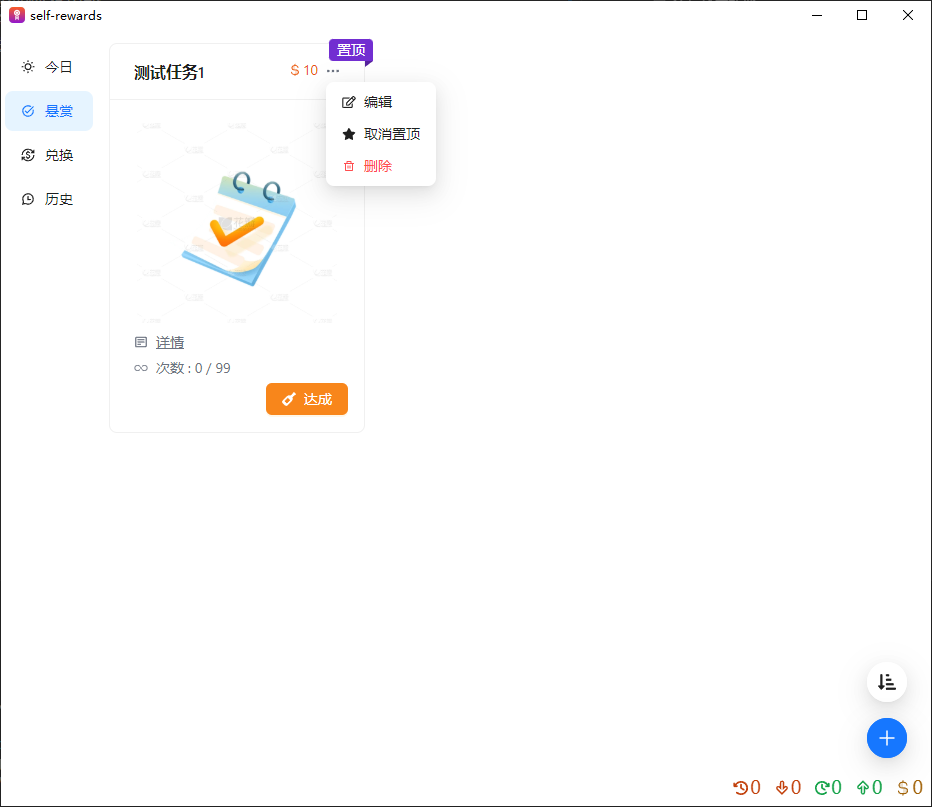 self-rewards
今日
悬赏
兑换
历史
置顶
测试任务1
$ 10
编辑
取消置顶
删除
详情
次数 : 0 / 99
达成
0 0 0 0 $ 0